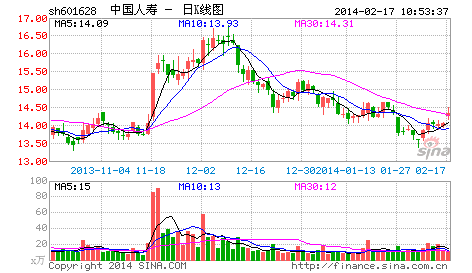 sh601628 中国人寿 － 日K线图 2014-02-17 10:53:37
MA5:14.09 MA10:13.93 MA30:14.31
17.00
16.50
16.00
15.50
15.00
14.50
14.00
13.50
13.00
sina
2013-11-04 11-18 12-02 12-16 12-30 2014-01-13 01-27 02-17
MA5:15 MA10:13 MA30:12
100
80
60
40
20
x万
Copyright 2014 SINA.COM http://finance.sina.com.cn